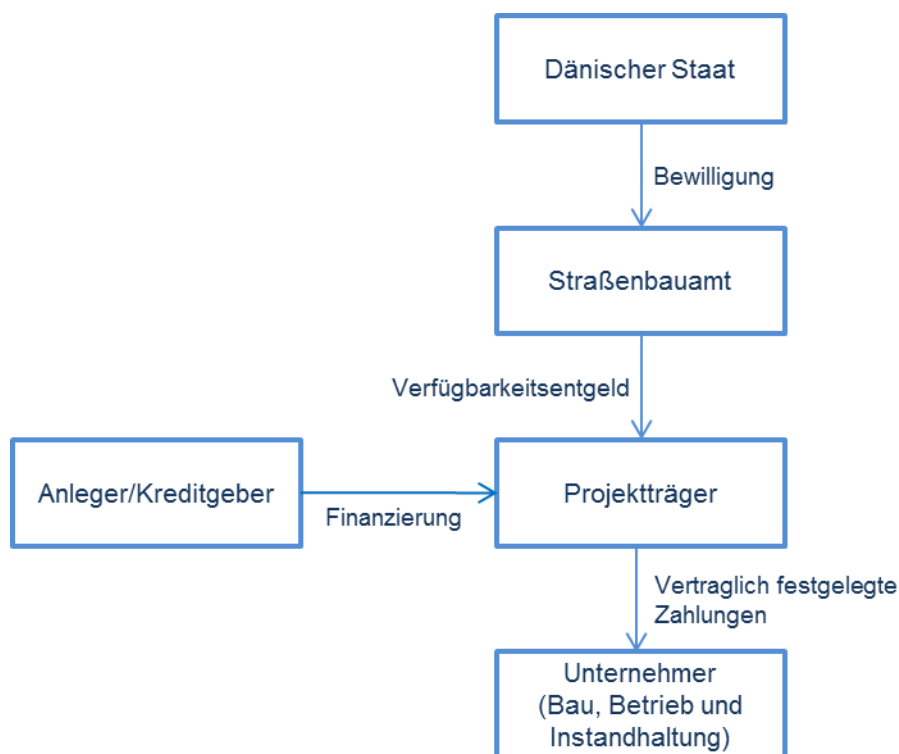 Dänischer Staat
Bewilligung
Straßenbauamt
Verfügbarkeitsentgeld
Anleger/Kreditgeber
Finanzierung
Projektträger
Vertraglich festgelegte
Zahlungen
Unternehmer
(Bau, Betrieb und
Instandhaltung)